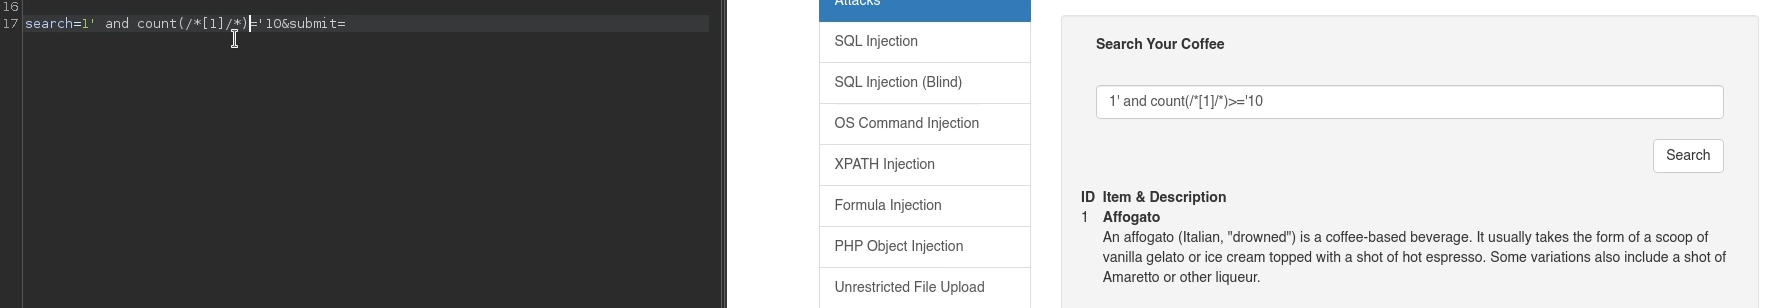 16
17 search=1' and count(/*[1]/*)='10&submit=
Attacks
SQL Injection
SQL Injection (Blind)
OS Command Injection
XPATH Injection
Formula Injection
PHP Object Injection
Unrestricted File Upload
Search Your Coffee
1' and count(/*[1]/*)>='10
Search
ID Item & Description
1 Affogato
An affogato (Italian, "drowned") is a coffee-based beverage. It usually takes the form of a scoop of
vanilla gelato or ice cream topped with a shot of hot espresso. Some variations also include a shot of
Amaretto or other liqueur.